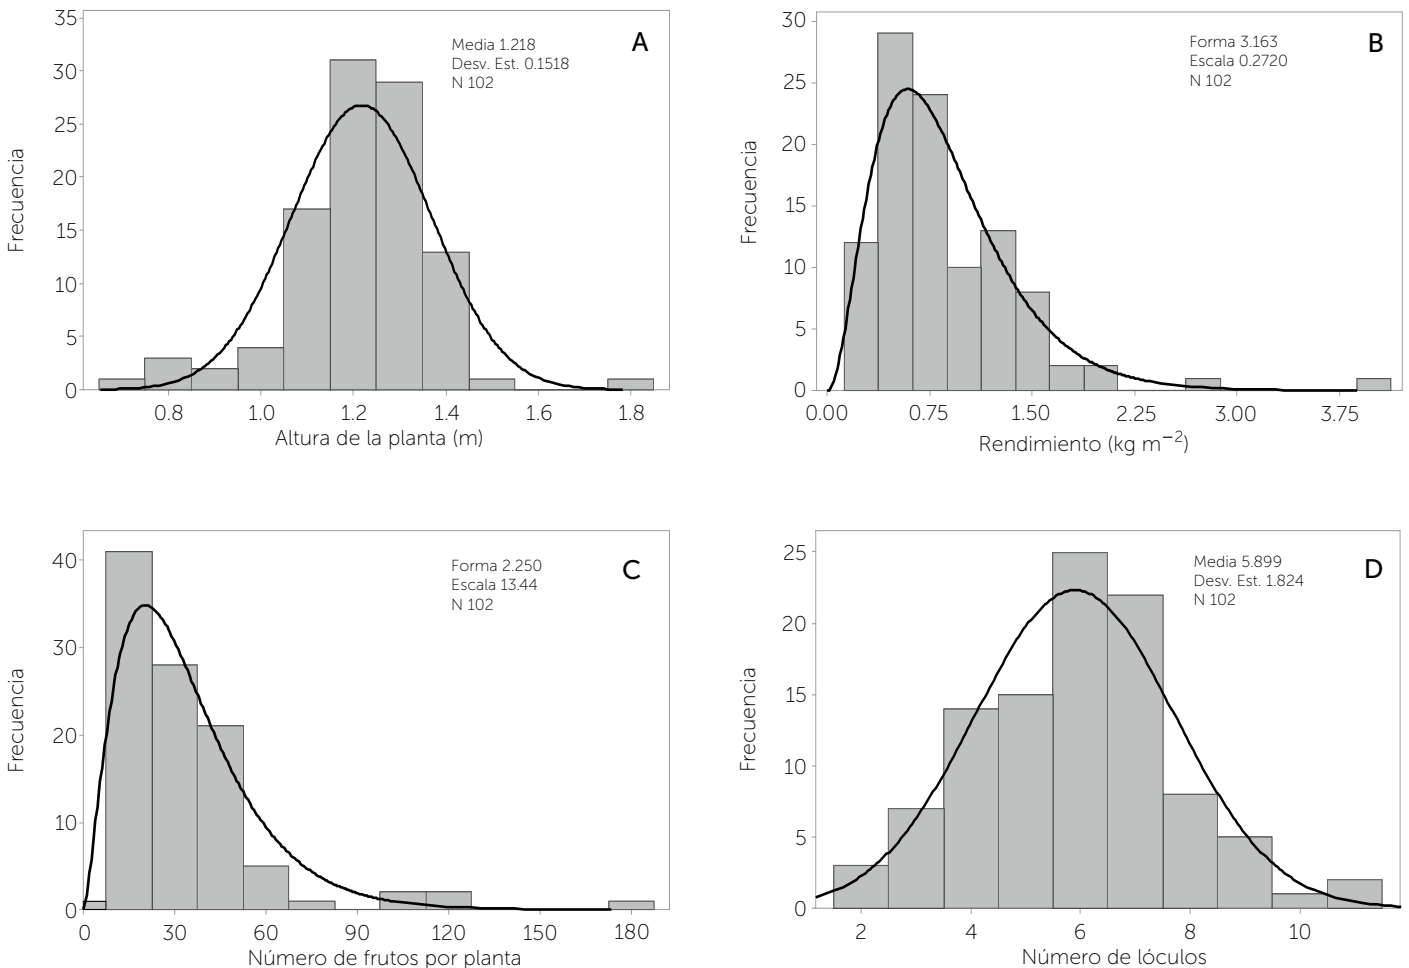 A
Media 1.218
Desv. Est. 0.1518
N 102
Frecuencia
35
30
25
20
15
10
5
0
0.8 1.0 1.2 1.4 1.6 1.8
Altura de la planta (m)
B
Forma 3.163
Escala 0.2720
N 102
Frecuencia
30
25
20
15
10
5
0
0.00 0.75 1.50 2.25 3.00 3.75
Rendimiento (kg m⁻²)
C
Forma 2.250
Escala 13.44
N 102
Frecuencia
40
30
20
10
0
0 30 60 90 120 150 180
Número de frutos por planta
D
Media 5.899
Desv. Est. 1.824
N 102
Frecuencia
25
20
15
10
5
0
2 4 6 8 10
Número de lóculos